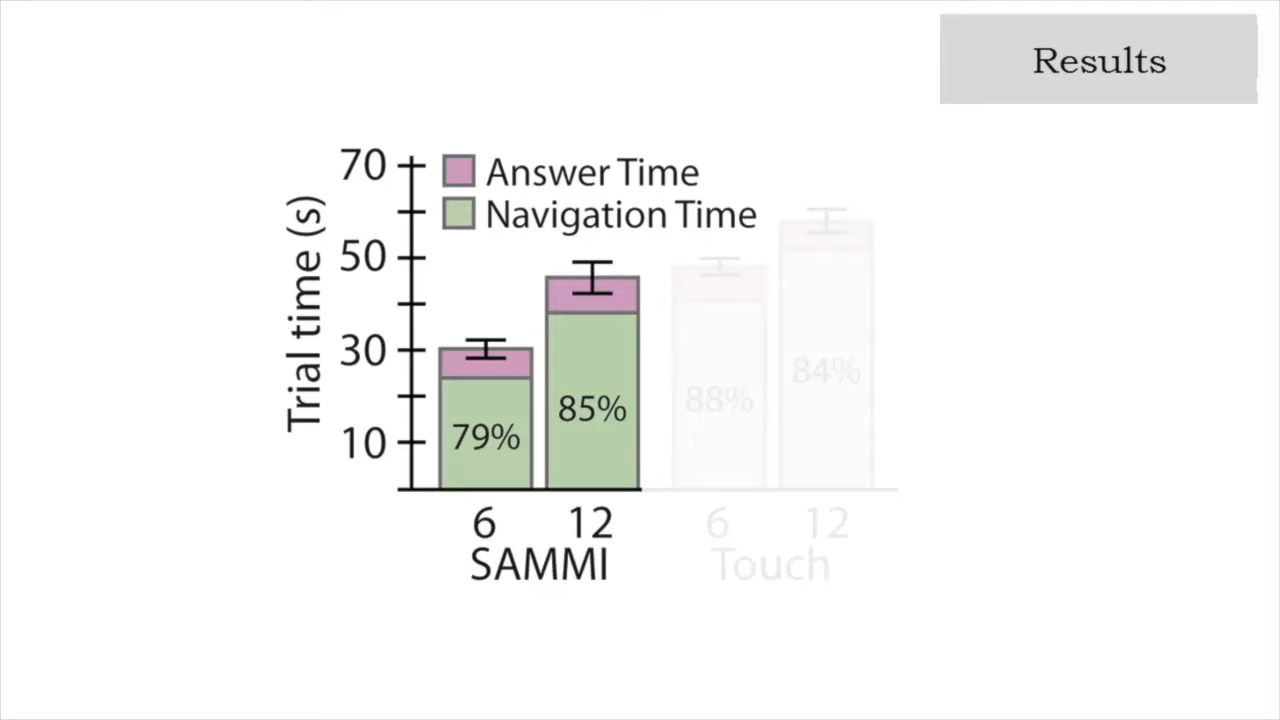 Results
70
Answer Time
Navigation Time
50
30
10
Trial time (s)
79%
85%
88%
84%
6 12 6 12
SAMMI Touch